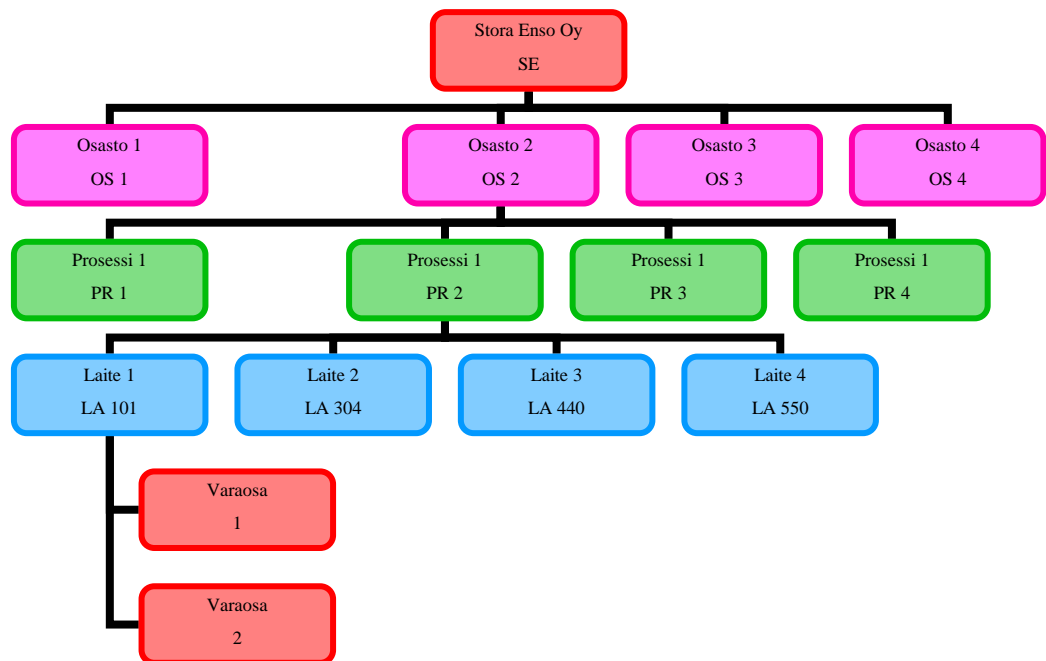 Stora Enso Oy
SE
Osasto 1
OS 1
Osasto 2
OS 2
Osasto 3
OS 3
Osasto 4
OS 4
Prosessi 1
PR 1
Prosessi 1
PR 2
Prosessi 1
PR 3
Prosessi 1
PR 4
Laite 1
LA 101
Laite 2
LA 304
Laite 3
LA 440
Laite 4
LA 550
Varaosa
1
Varaosa
2